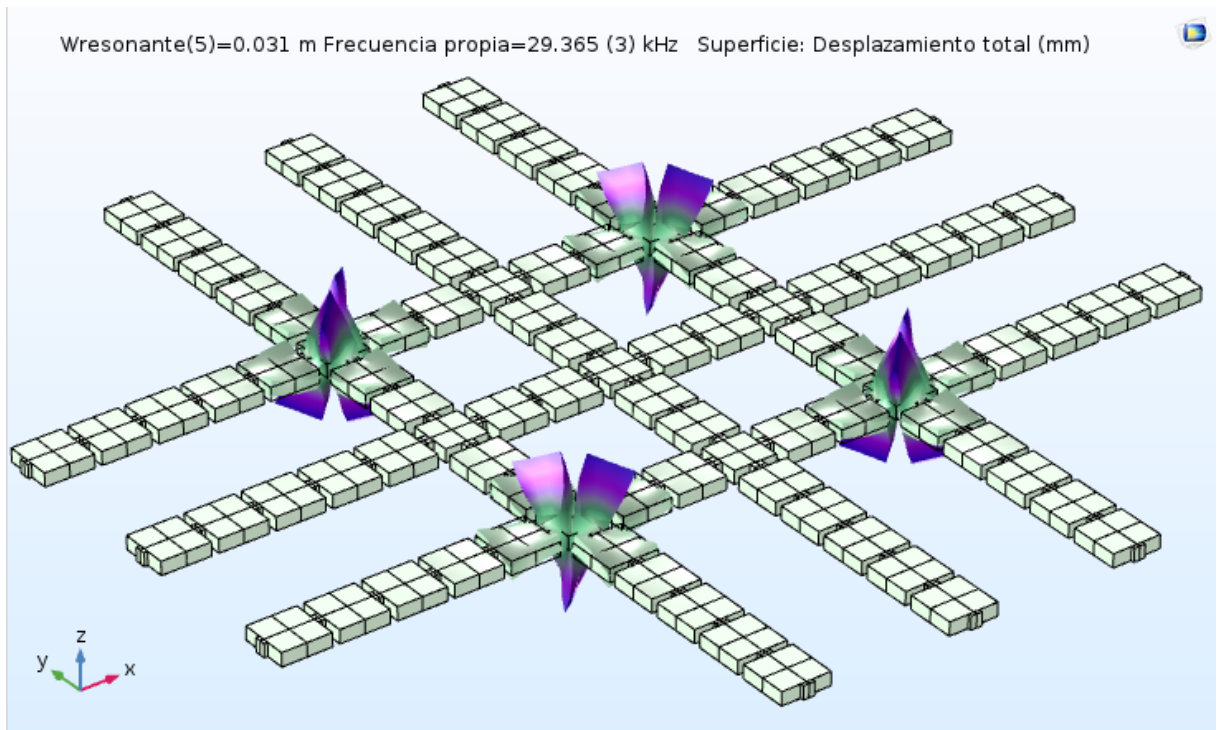 Wresonante(5)=0.031 m Frecuencia propia=29.365 (3) kHz   Superficie: Desplazamiento total (mm)
z
y
x